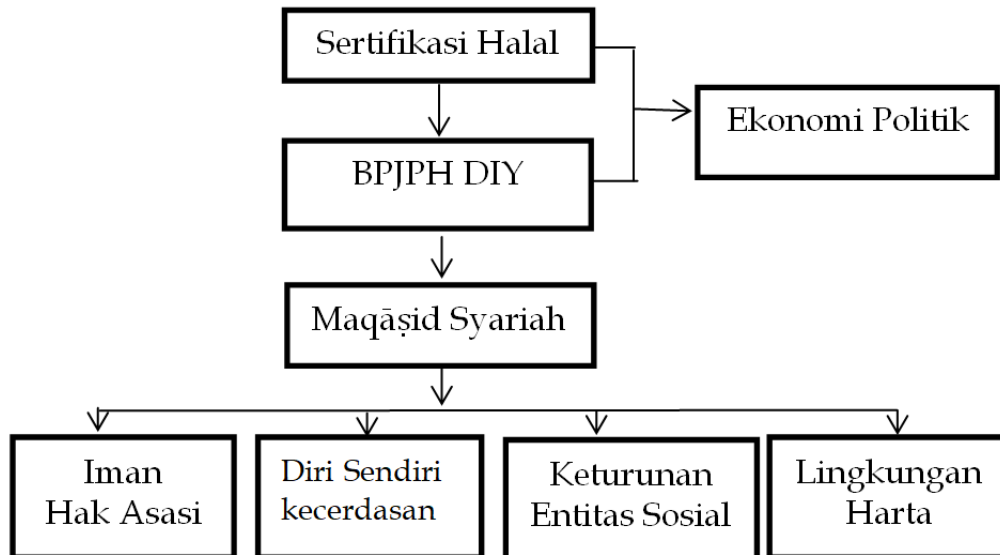 Sertifikasi Halal
Ekonomi Politik
BPJPH DIY
Maqāṣid Syariah
Iman
Hak Asasi
Diri Sendiri
kecerdasan
Keturunan
Entitas Sosial
Lingkungan
Harta